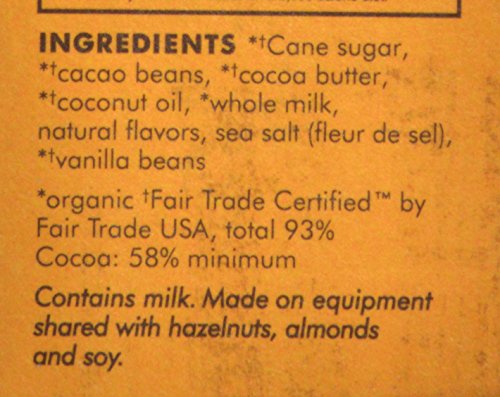 INGREDIENTS *†Cane sugar,
*†cacao beans, *†cocoa butter,
*†coconut oil, *whole milk,
natural flavors, sea salt (fleur de sel),
*†vanilla beans
*organic †Fair Trade Certified™ by
Fair Trade USA, total 93%
Cocoa: 58% minimum
Contains milk. Made on equipment
shared with hazelnuts, almonds
and soy.